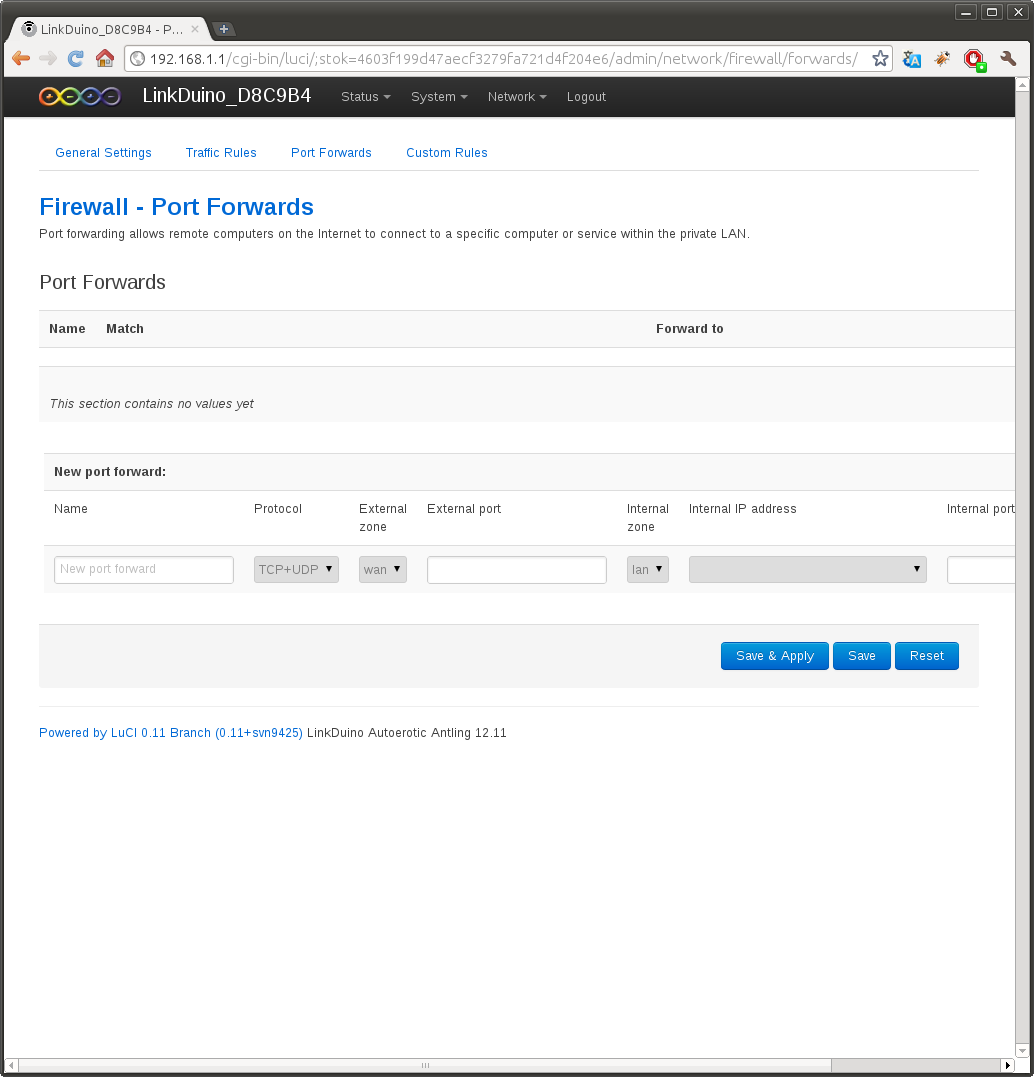 LinkDuino_D8C9B4 - P...
192.168.1.1/cgi-bin/luci/;stok=4603f199d47aecf3279fa721d4f204e6/admin/network/firewall/forwards/
LinkDuino_D8C9B4 Status System Network Logout
General Settings Traffic Rules Port Forwards Custom Rules
Firewall - Port Forwards
Port forwarding allows remote computers on the Internet to connect to a specific computer or service within the private LAN.
Port Forwards
Name Match Forward to
This section contains no values yet
New port forward:
Name Protocol External zone External port Internal zone Internal IP address Internal port
New port forward TCP+UDP wan lan
Save & Apply Save Reset
Powered by LuCI 0.11 Branch (0.11+svn9425) LinkDuino Autoerotic Antling 12.11